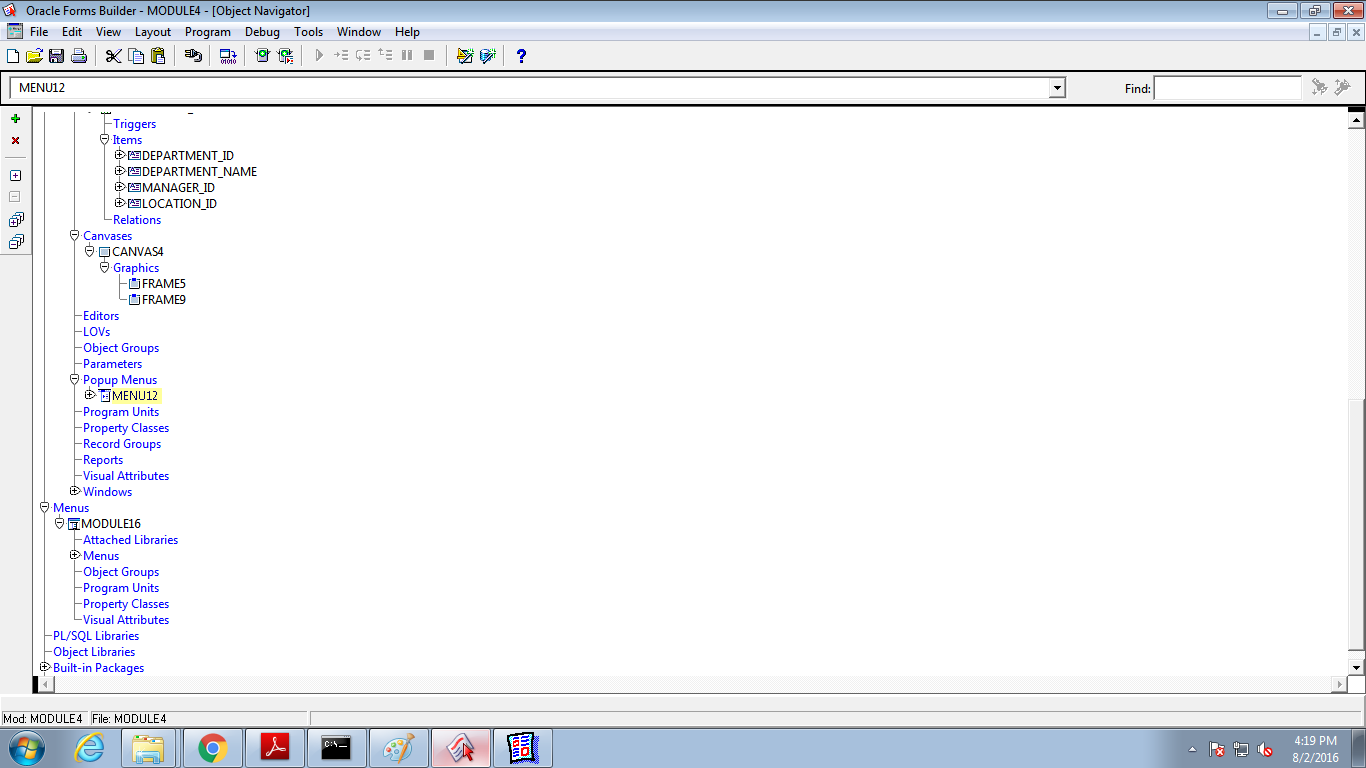 Oracle Forms Builder - MODULE4 - [Object Navigator]
File Edit View Layout Program Debug Tools Window Help
MENU12
Find:
Triggers
Items
DEPARTMENT_ID
DEPARTMENT_NAME
MANAGER_ID
LOCATION_ID
Relations
Canvases
CANVAS4
Graphics
FRAME5
FRAME9
Editors
LOVs
Object Groups
Parameters
Popup Menus
MENU12
Program Units
Property Classes
Record Groups
Reports
Visual Attributes
Windows
Menus
MODULE16
Attached Libraries
Menus
Object Groups
Program Units
Property Classes
Visual Attributes
PL/SQL Libraries
Object Libraries
Built-in Packages
Mod: MODULE4 File: MODULE4
4:19 PM
8/2/2016